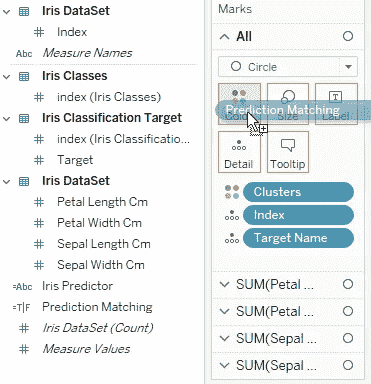 Iris DataSet
Index
Abc Measure Names
Iris Classes
index (Iris Classes)
Iris Classification Target
index (Iris Classificatio...
Target
Iris DataSet
Petal Length Cm
Petal Width Cm
Sepal Length Cm
Sepal Width Cm
=Abc Iris Predictor
=T|F Prediction Matching
Iris DataSet (Count)
Measure Values
Marks
All
Circle
Color Size Label
Prediction Matching
Detail Tooltip
Clusters
Index
Target Name
SUM(Petal ...
SUM(Petal ...
SUM(Sepal ...
SUM(Sepal ...